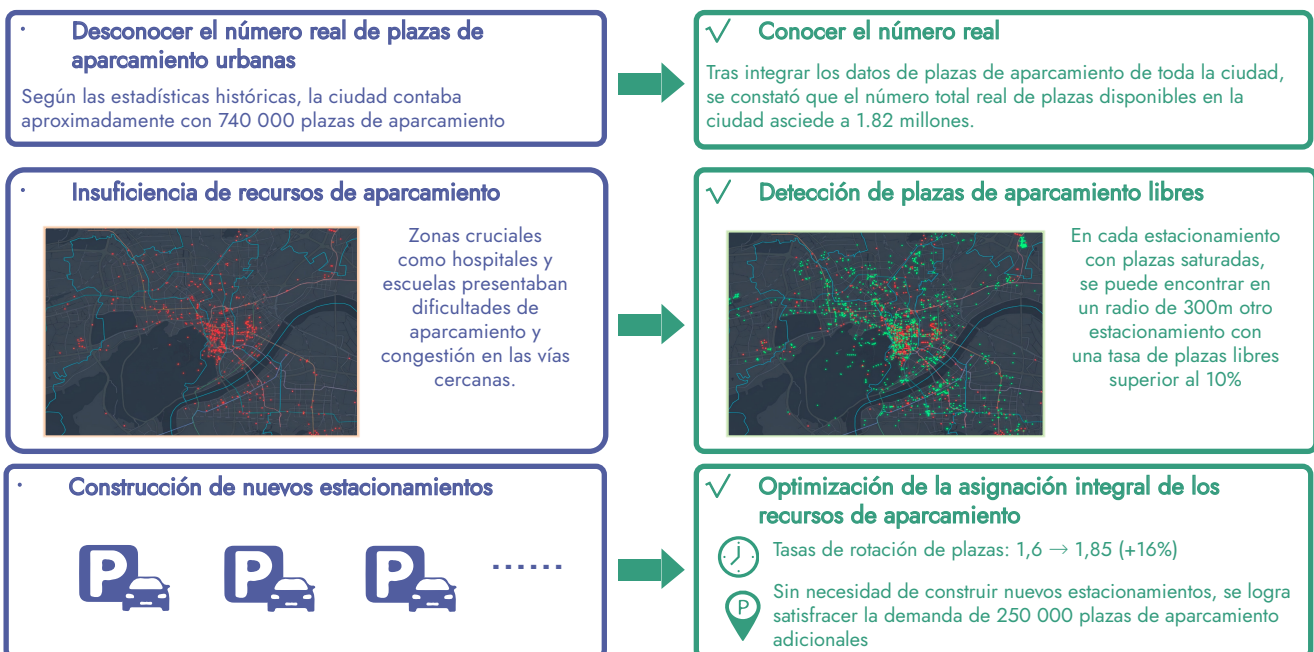 · Desconocer el número real de plazas de
aparcamiento urbanas
Según las estadísticas históricas, la ciudad contaba
aproximadamente con 740 000 plazas de aparcamiento
√ Conocer el número real
Tras integrar los datos de plazas de aparcamiento de toda la ciudad,
se constató que el número total real de plazas disponibles en la
ciudad asciede a 1.82 millones.
· Insuficiencia de recursos de aparcamiento
Zonas cruciales
como hospitales y
escuelas presentaban
dificultades de
aparcamiento y
congestión en las vías
cercanas.
√ Detección de plazas de aparcamiento libres
En cada estacionamiento
con plazas saturadas,
se puede encontrar en
un radio de 300m otro
estacionamiento con
una tasa de plazas libres
superior al 10%
· Construcción de nuevos estacionamientos
P
P
P
......
√ Optimización de la asignación integral de los
recursos de aparcamiento
Tasas de rotación de plazas: 1,6 → 1,85 (+16%)
P
Sin necesidad de construir nuevos estacionamientos, se logra
satisfracer la demanda de 250 000 plazas de aparcamiento
adicionales